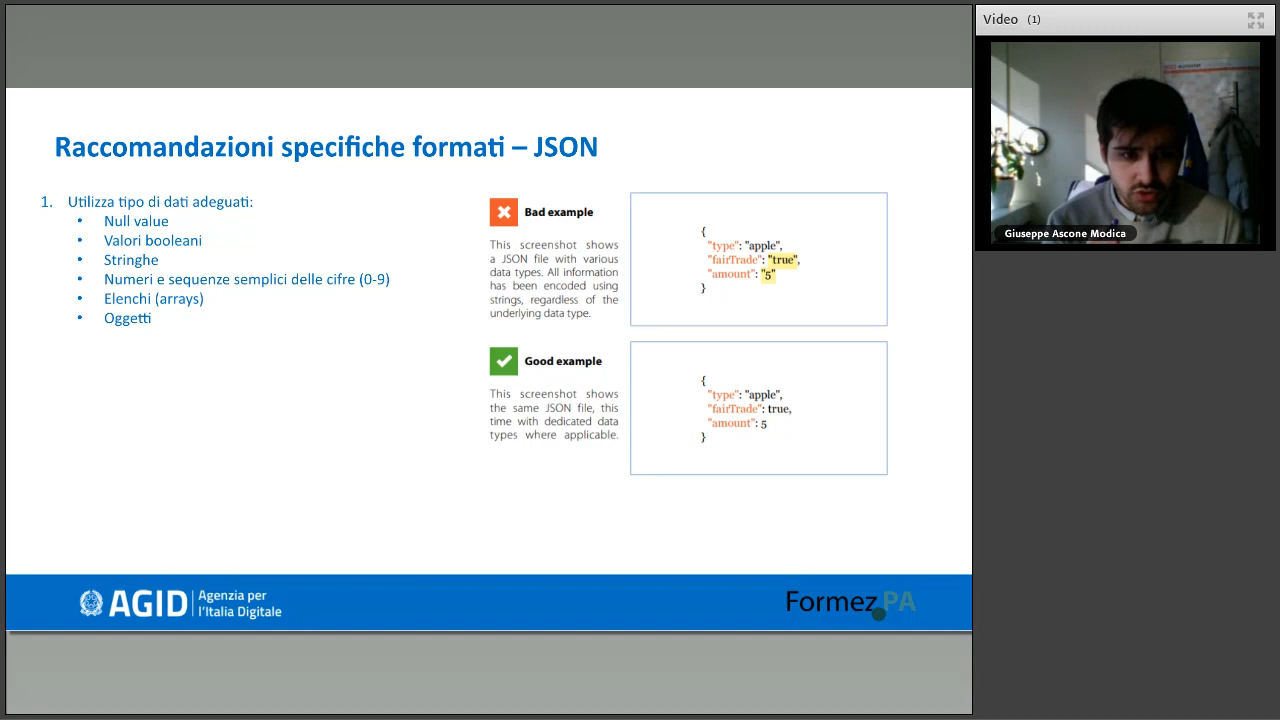 Raccomandazioni specifiche formati – JSON
1. Utilizza tipo di dati adeguati:
• Null value
• Valori booleani
• Stringhe
• Numeri e sequenze semplici delle cifre (0-9)
• Elenchi (arrays)
• Oggetti
Bad example
This screenshot shows
a JSON file with various
data types. All information
has been encoded using
strings, regardless of the
underlying data type.
{
"type": "apple",
"fairTrade": "true",
"amount": "5"
}
Good example
This screenshot shows
the same JSON file, this
time with dedicated data
types where applicable.
{
"type": "apple",
"fairTrade": true,
"amount": 5
}
AGID
Agenzia per
l'Italia Digitale
Formez PA
Video (1)
Giuseppe Ascone Modica